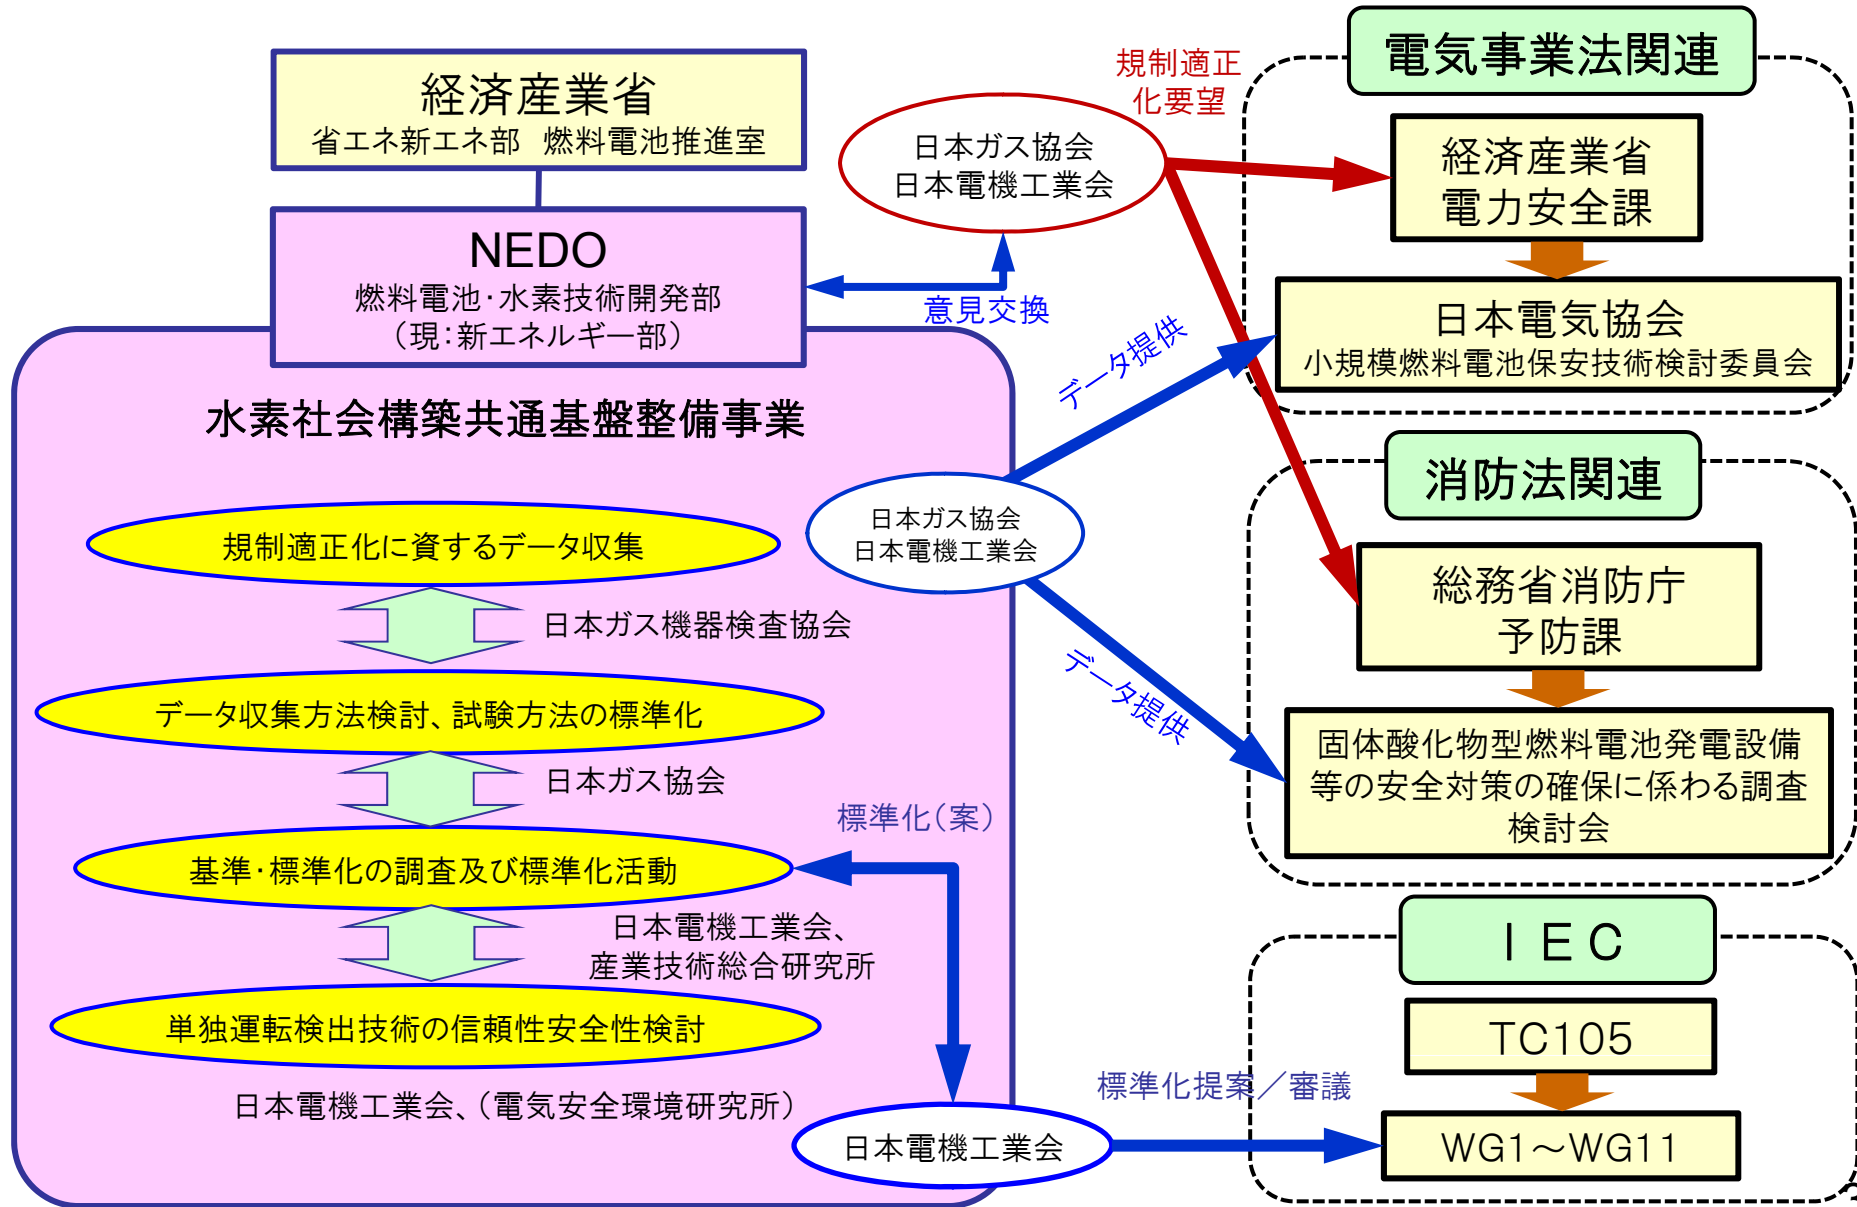 経済産業省
省エネ新エネ部　燃料電池推進室
NEDO
燃料電池・水素技術開発部
（現：新エネルギー部）
水素社会構築共通基盤整備事業
規制適正化に資するデータ収集
日本ガス機器検査協会
データ収集方法検討、試験方法の標準化
日本ガス協会
基準・標準化の調査及び標準化活動
日本電機工業会、
産業技術総合研究所
単独運転検出技術の信頼性安全性検討
日本電機工業会、（電気安全環境研究所）
日本ガス協会
日本電機工業会
規制適正
化要望
意見交換
日本ガス協会
日本電機工業会
データ提供
データ提供
標準化（案）
日本電機工業会
標準化提案／審議
電気事業法関連
経済産業省
電力安全課
日本電気協会
小規模燃料電池保安技術検討委員会
消防法関連
総務省消防庁
予防課
固体酸化物型燃料電池発電設備
等の安全対策の確保に係わる調査
検討会
ＩＥＣ
TC105
WG1～WG11